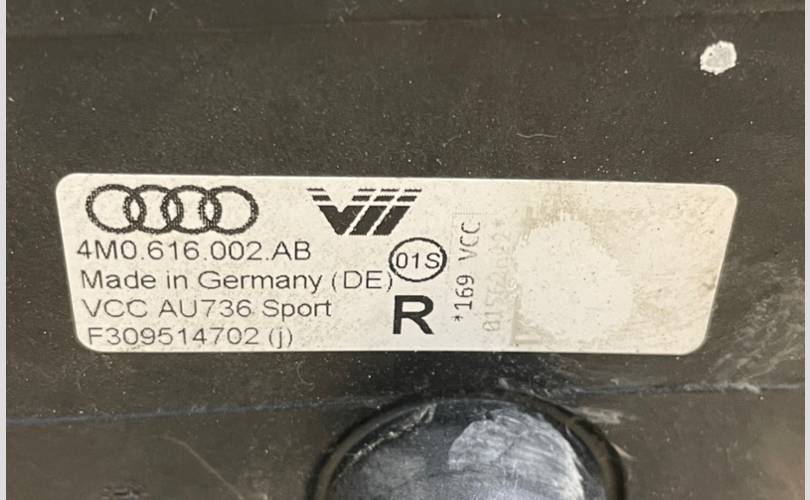 4M0.616.002.AB
Made in Germany (DE)
VCC AU736 Sport
F309514702 (j)
01S
R
*169 VCC